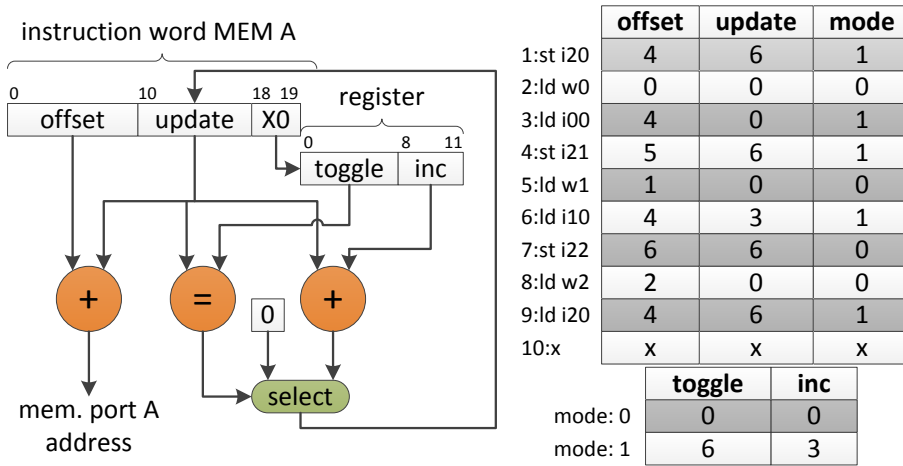 instruction word MEM A
0 10 18 19
offset update X0
register
0 8 11
toggle inc
+ = +
0
select
mem. port A
address
offset update mode
1:st i20 4 6 1
2:ld w0 0 0 0
3:ld i00 4 0 1
4:st i21 5 6 1
5:ld w1 1 0 0
6:ld i10 4 3 1
7:st i22 6 6 0
8:ld w2 2 0 0
9:ld i20 4 6 1
10:x x x x
toggle inc
mode: 0 0 0
mode: 1 6 3